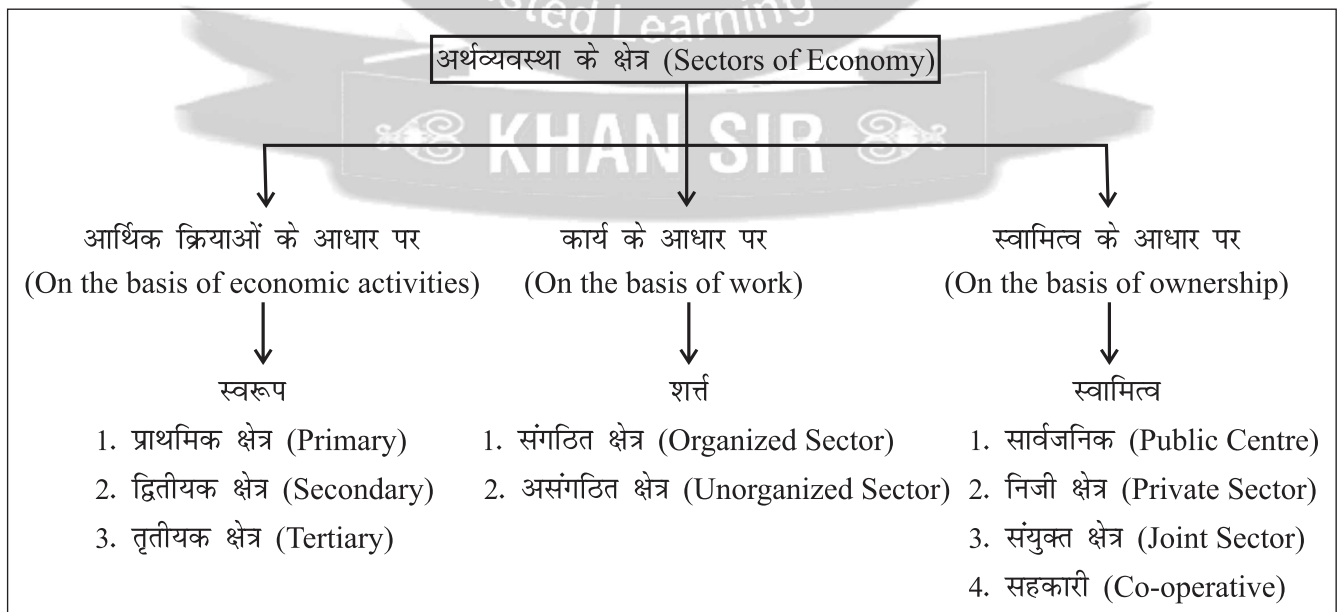 Learning
अर्थव्यवस्था के क्षेत्र (Sectors of Economy)
KHAN SIR
आर्थिक क्रियाओं के आधार पर
(On the basis of economic activities)
स्वरूप
1. प्राथमिक क्षेत्र (Primary)
2. द्वितीयक क्षेत्र (Secondary)
3. तृतीयक क्षेत्र (Tertiary)
कार्य के आधार पर
(On the basis of work)
शर्त्त
1. संगठित क्षेत्र (Organized Sector)
2. असंगठित क्षेत्र (Unorganized Sector)
स्वामित्व के आधार पर
(On the basis of ownership)
स्वामित्व
1. सार्वजनिक (Public Centre)
2. निजी क्षेत्र (Private Sector)
3. संयुक्त क्षेत्र (Joint Sector)
4. सहकारी (Co-operative)